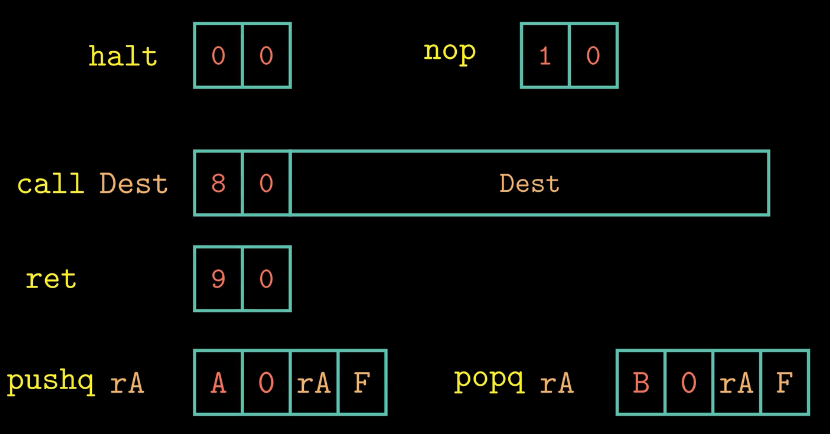 halt 0 0 nop 1 0
call Dest 8 0 Dest
ret 9 0
pushq rA A 0 rA F popq rA B 0 rA F